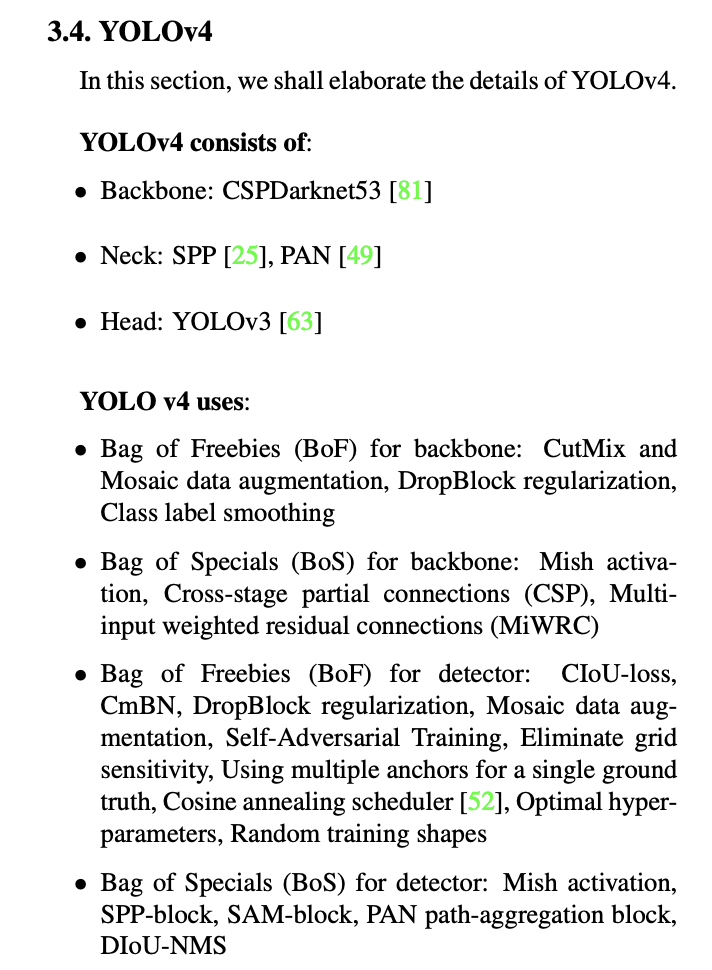 3.4. YOLOv4
In this section, we shall elaborate the details of YOLOv4.
YOLOv4 consists of:
• Backbone: CSPDarknet53 [81]
• Neck: SPP [25], PAN [49]
• Head: YOLOv3 [63]
YOLO v4 uses:
• Bag of Freebies (BoF) for backbone: CutMix and
Mosaic data augmentation, DropBlock regularization,
Class label smoothing
• Bag of Specials (BoS) for backbone: Mish activa-
tion, Cross-stage partial connections (CSP), Multi-
input weighted residual connections (MiWRC)
• Bag of Freebies (BoF) for detector: CIoU-loss,
CmBN, DropBlock regularization, Mosaic data aug-
mentation, Self-Adversarial Training, Eliminate grid
sensitivity, Using multiple anchors for a single ground
truth, Cosine annealing scheduler [52], Optimal hyper-
parameters, Random training shapes
• Bag of Specials (BoS) for detector: Mish activation,
SPP-block, SAM-block, PAN path-aggregation block,
DIoU-NMS